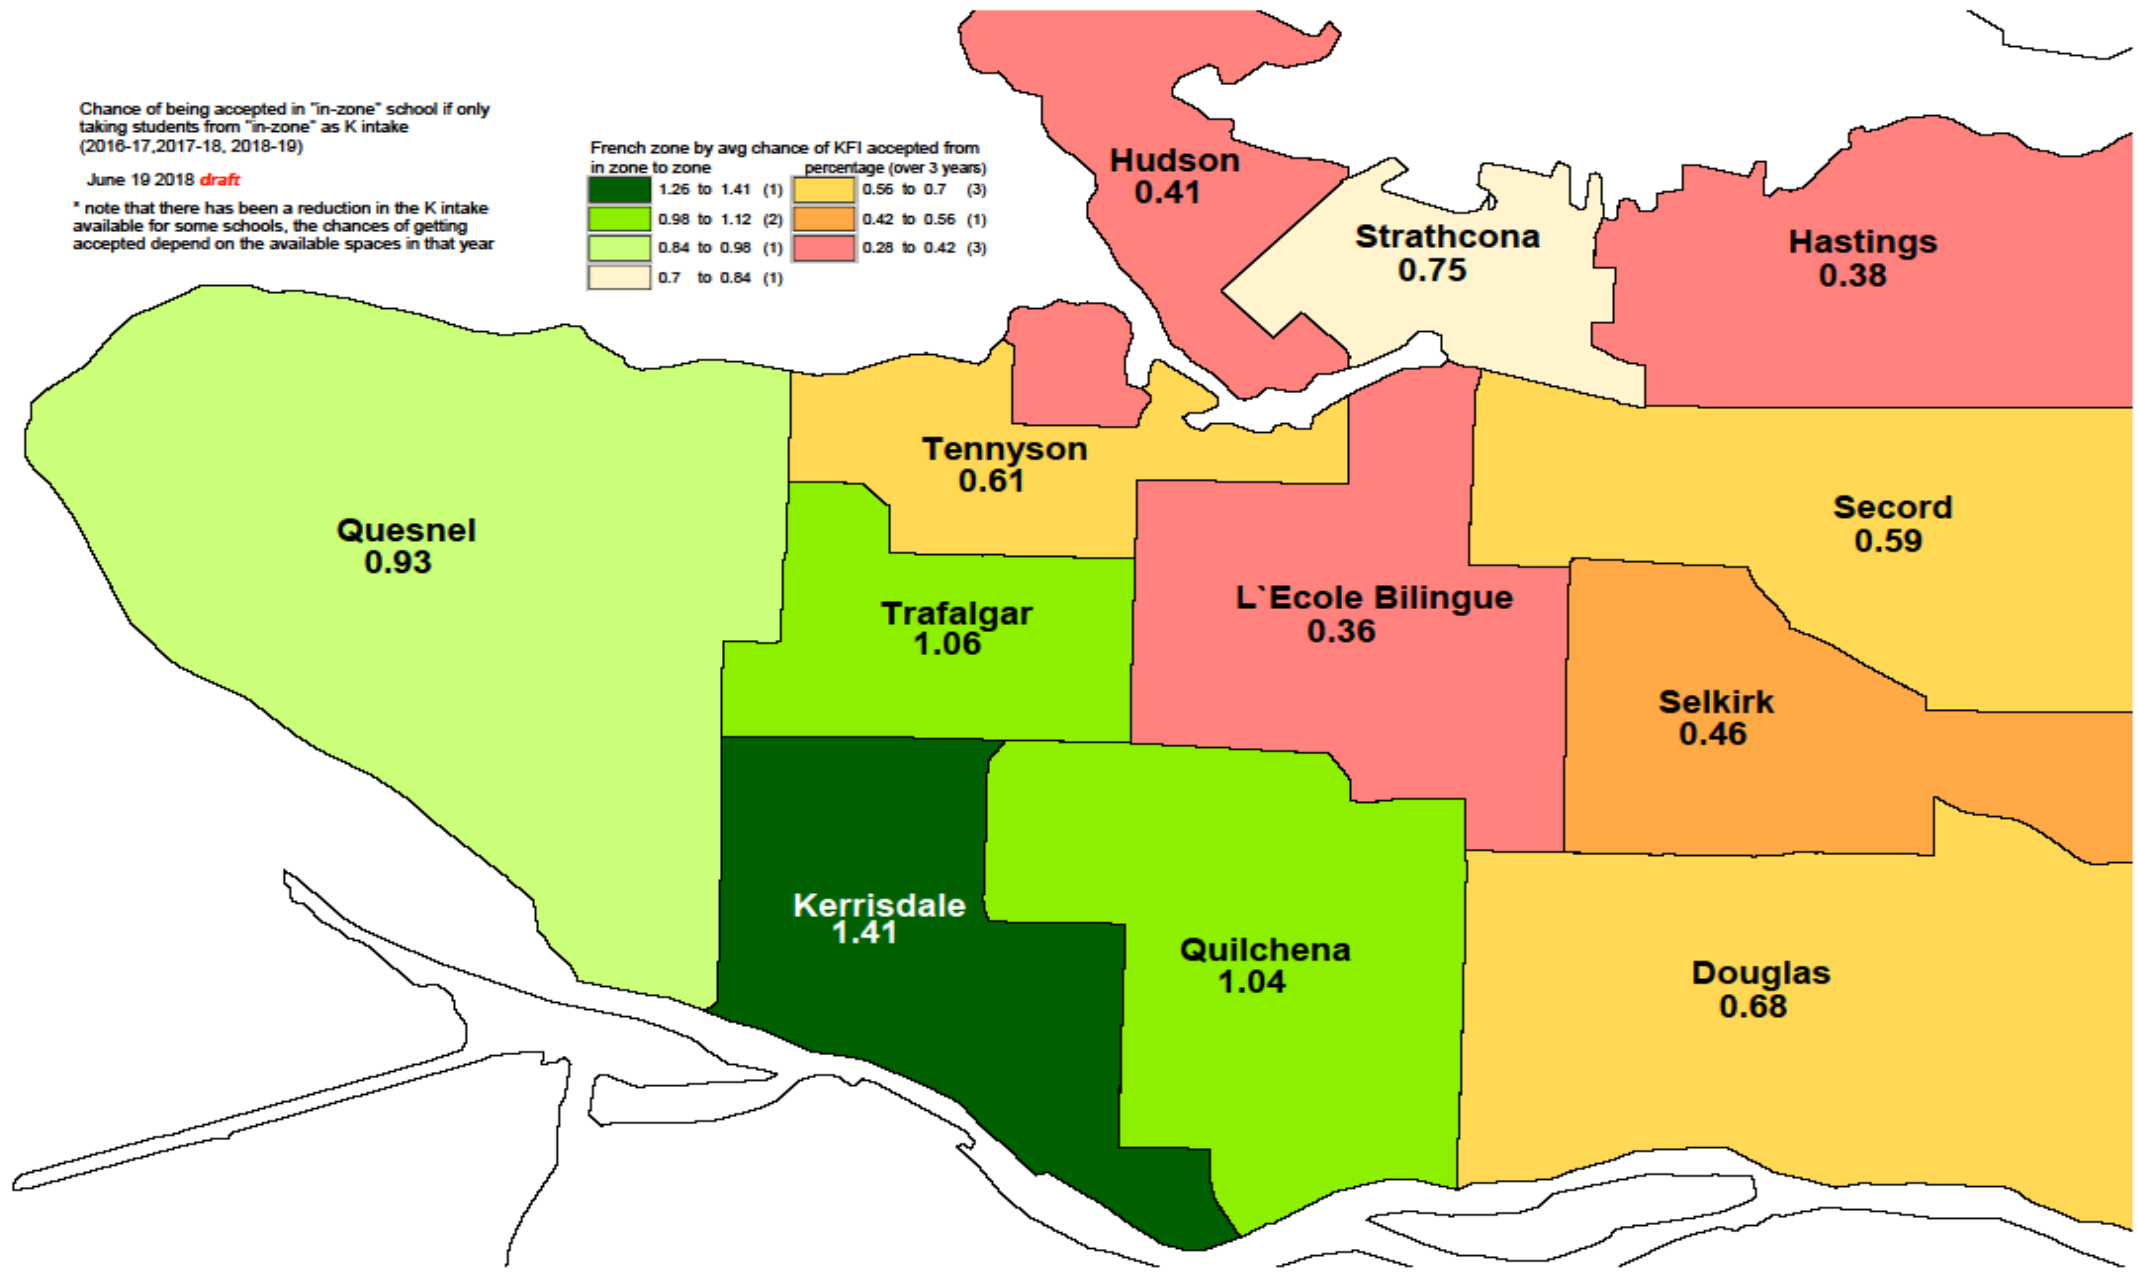 Chance of being accepted in "in-zone" school if only
taking students from "in-zone" as K intake
(2016-17,2017-18, 2018-19)
June 19 2018 draft
* note that there has been a reduction in the K intake
available for some schools, the chances of getting
accepted depend on the available spaces in that year
French zone by avg chance of KFI accepted from
in zone to zone percentage (over 3 years)
1.26 to 1.41 (1) 0.56 to 0.7 (3)
0.98 to 1.12 (2) 0.42 to 0.56 (1)
0.84 to 0.98 (1) 0.28 to 0.42 (3)
0.7 to 0.84 (1)
Hudson
0.41
Strathcona
0.75
Hastings
0.38
Tennyson
0.61
Quesnel
0.93
Secord
0.59
Trafalgar
1.06
L`Ecole Bilingue
0.36
Selkirk
0.46
Kerrisdale
1.41
Quilchena
1.04
Douglas
0.68